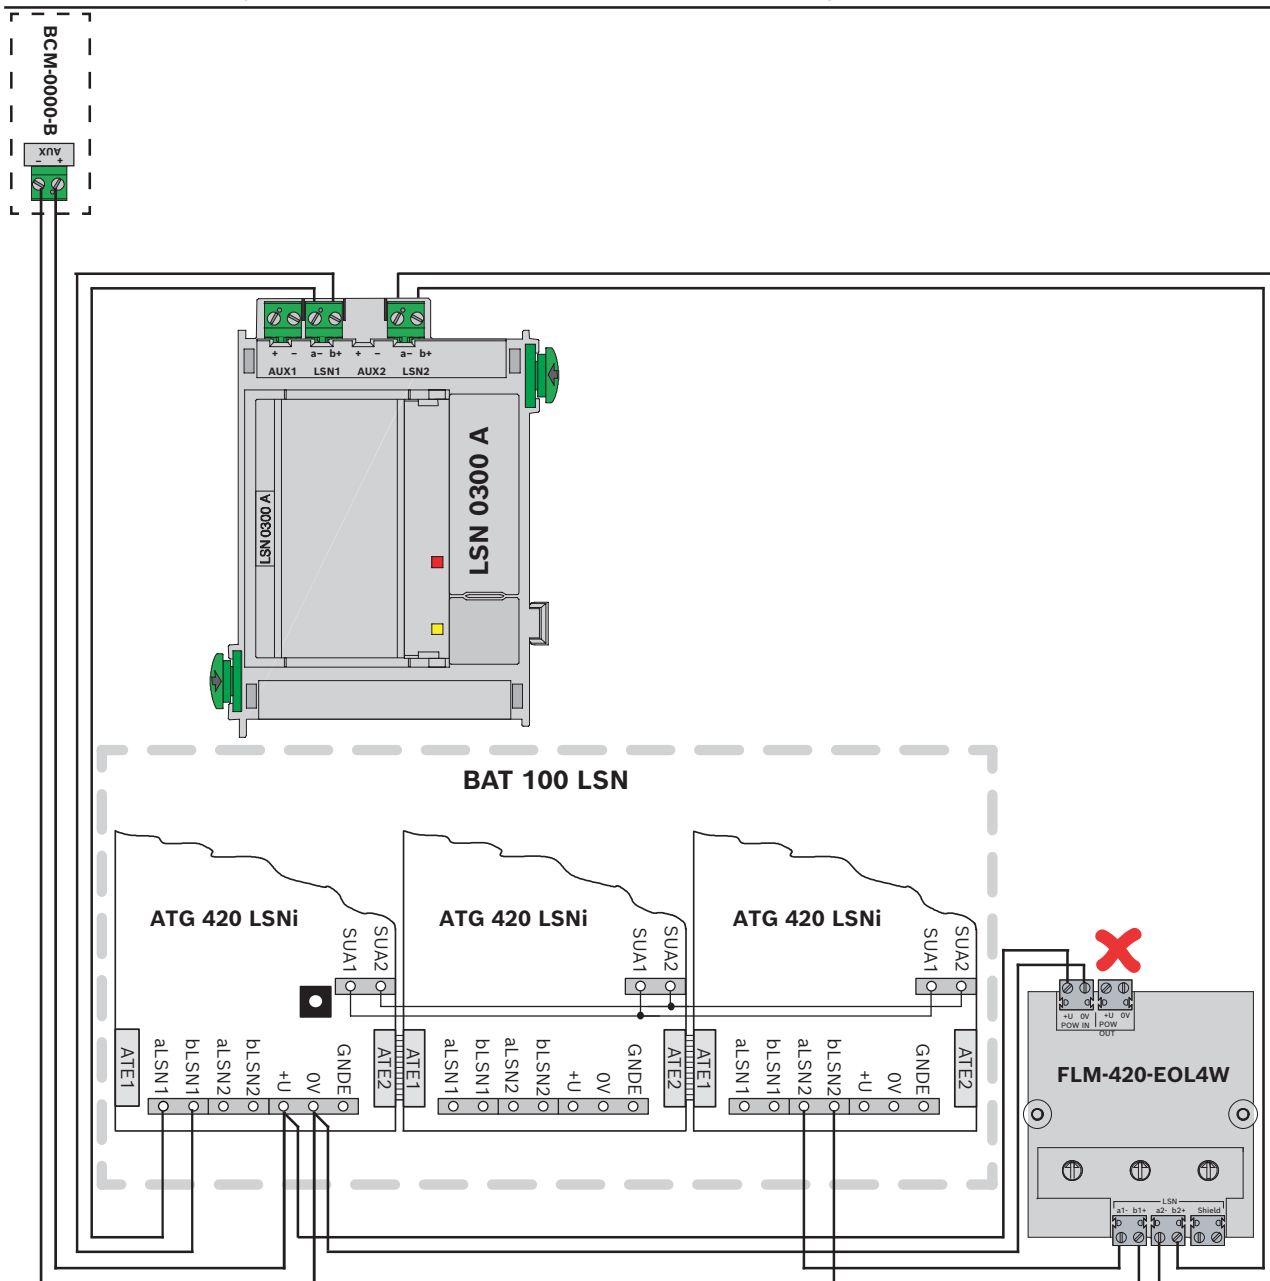 BCM-0000-B
AUX
- +
+ - a- b+ + - a- b+
AUX1 LSN1 AUX2 LSN2
LSN 0300 A
LSN 0300 A
BAT 100 LSN
ATG 420 LSNi
ATG 420 LSNi
ATG 420 LSNi
SUA1 SUA2
SUA1 SUA2
SUA1 SUA2
ATE1 aLSN1 bLSN1 aLSN2 bLSN2 +U 0V GNDE ATE2
ATE1 aLSN1 bLSN1 aLSN2 bLSN2 +U 0V GNDE ATE2
ATE1 aLSN1 bLSN1 aLSN2 bLSN2 +U 0V GNDE ATE2
+U 0V +U 0V
POW IN POW OUT
FLM-420-EOL4W
LSN
a1- b1+ a2- b2+ Shield